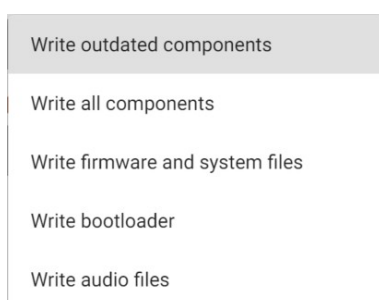 Write outdated components
Write all components
Write firmware and system files
Write bootloader
Write audio files